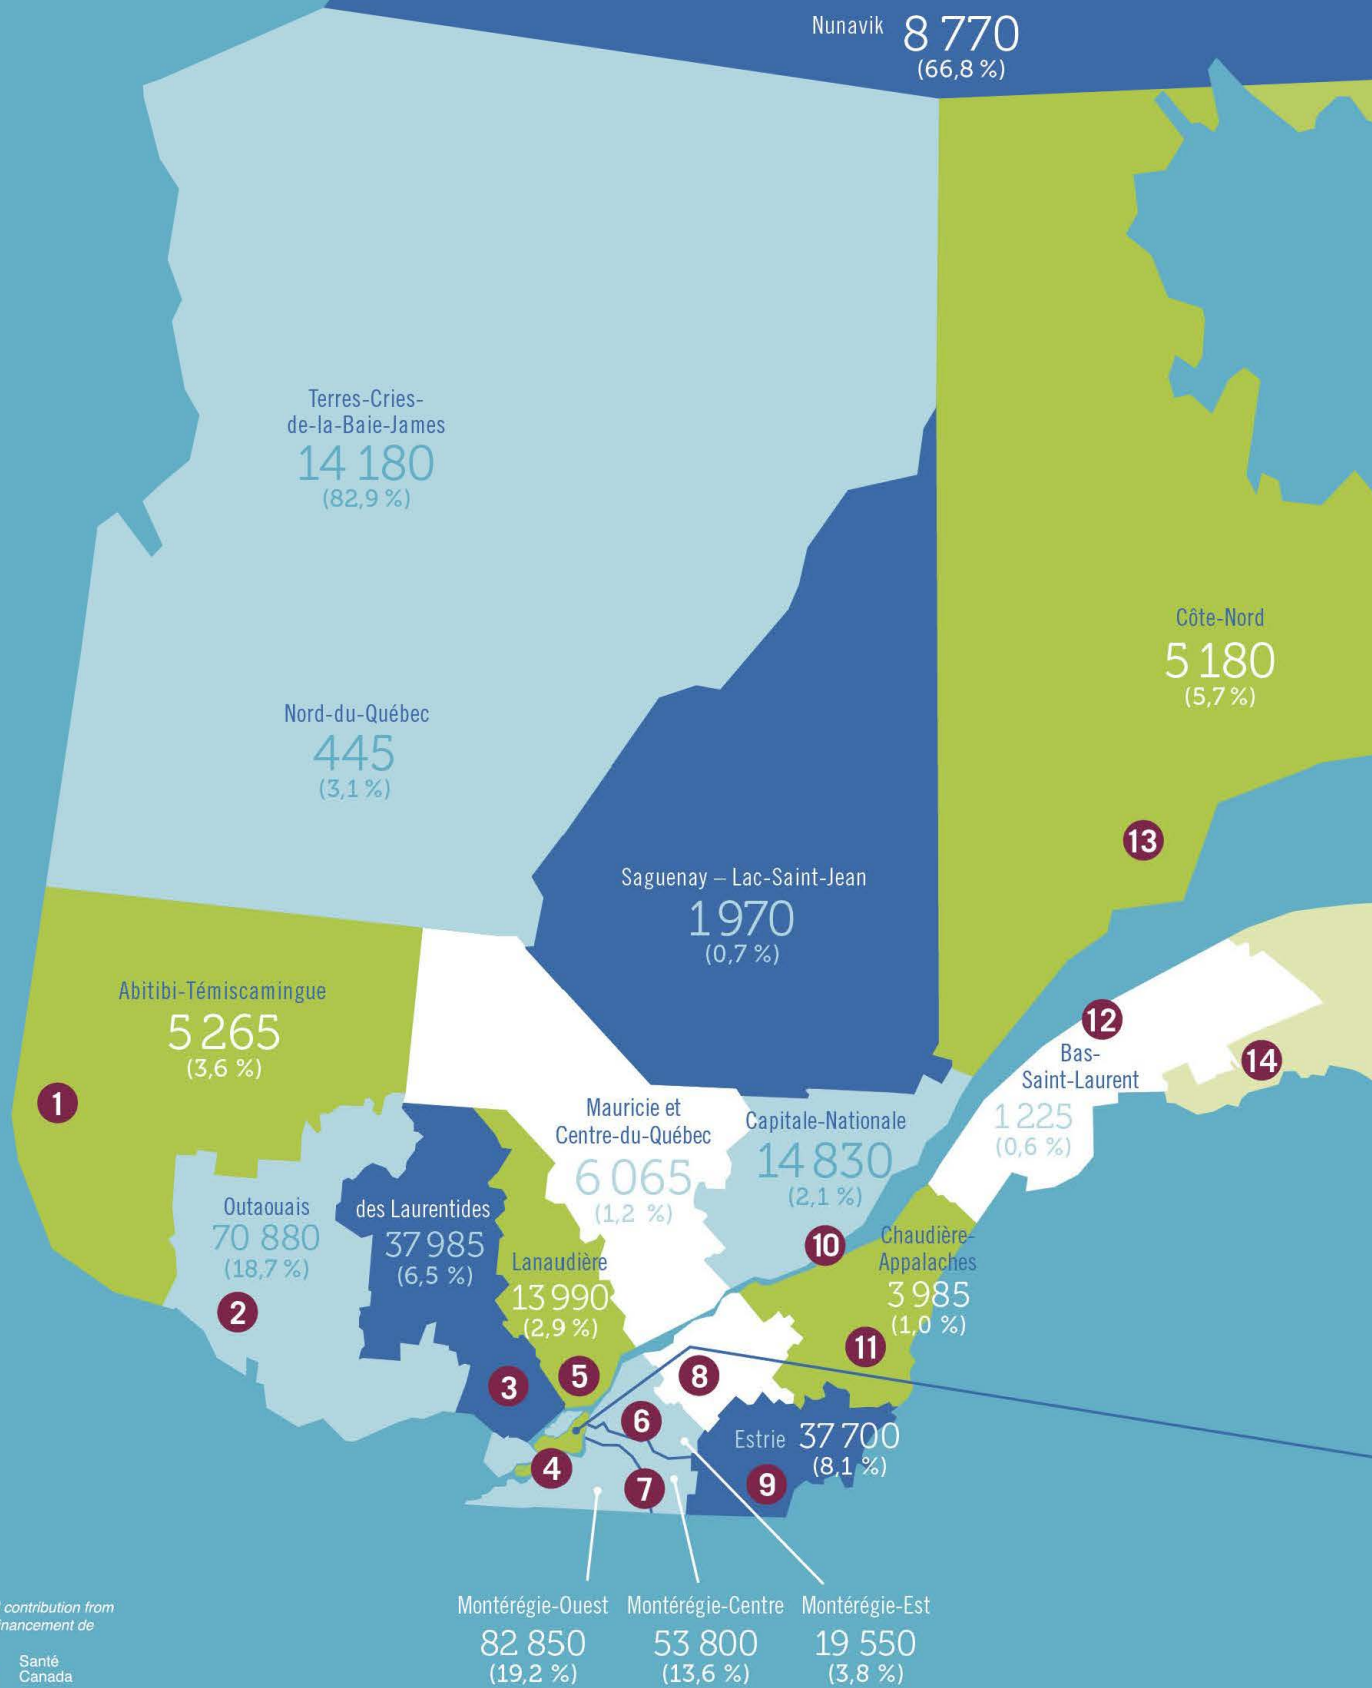 Nunavik 8 770
(66,8 %)
Terres-Cries-
de-la-Baie-James
14 180
(82,9 %)
Côte-Nord
5 180
(5,7 %)
Nord-du-Québec
445
(3,1 %)
13
Saguenay – Lac-Saint-Jean
1 970
(0,7 %)
Abitibi-Témiscamingue
5 265
(3,6 %)
1
12
Bas-
Saint-Laurent
1 225
(0,6 %)
14
Mauricie et
Centre-du-Québec
6 065
(1,2 %)
Capitale-Nationale
14 830
(2,1 %)
10
Outaouais
70 880
(18,7 %)
2
des Laurentides
37 985
(6,5 %)
3
Lanaudière
13 990
(2,9 %)
5
Chaudière-
Appalaches
3 985
(1,0 %)
11
8
6
4
7
Estrie 37 700
(8,1 %)
9
Montérégie-Ouest
82 850
(19,2 %)
Montérégie-Centre
53 800
(13,6 %)
Montérégie-Est
19 550
(3,8 %)
contribution from
nancement de
Santé
Canada